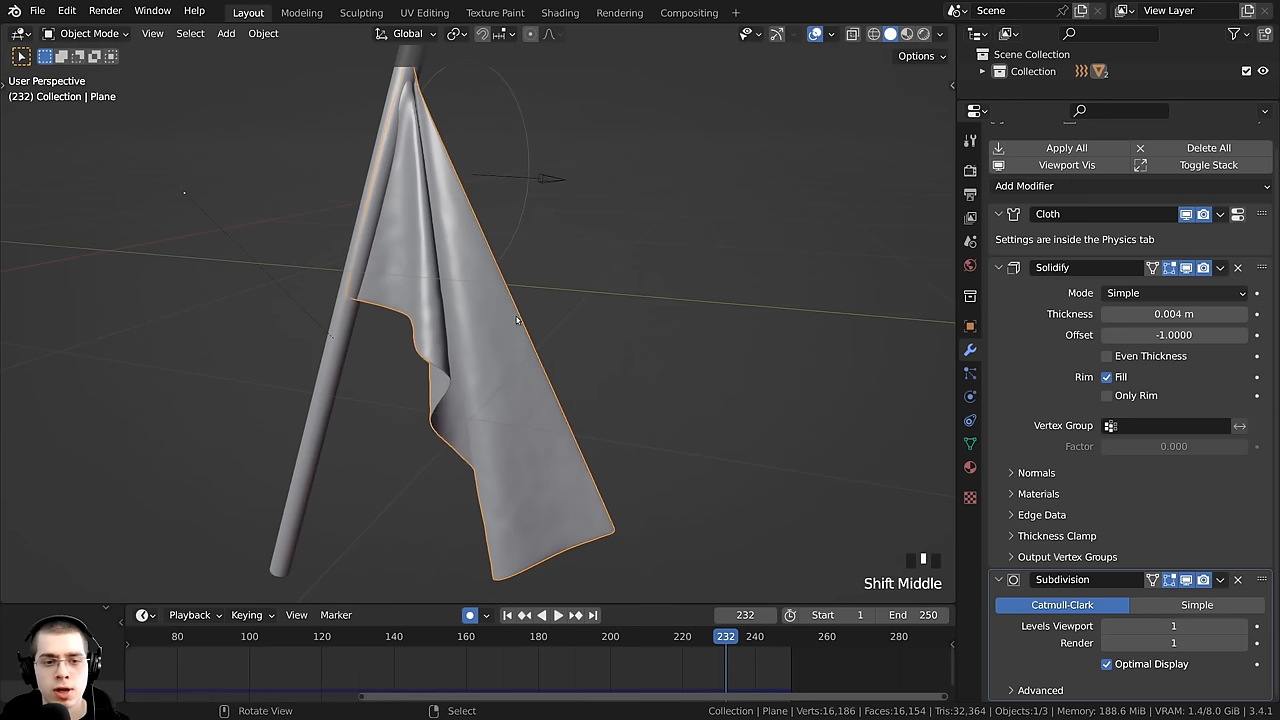 File Edit Render Window Help Layout Modeling Sculpting UV Editing Texture Paint Shading Rendering Compositing + Scene View Layer
Object Mode View Select Add Object Global
Options
User Perspective
(232) Collection | Plane
Scene Collection
Collection 2
Apply All Delete All
Viewport Vis Toggle Stack
Add Modifier
Cloth
Settings are inside the Physics tab
Solidify
Mode Simple
Thickness 0.004 m
Offset -1.0000
Even Thickness
Rim Fill
Only Rim
Vertex Group
Factor 0.000
Normals
Materials
Edge Data
Thickness Clamp
Output Vertex Groups
Subdivision
Catmull-Clark Simple
Levels Viewport 1
Render 1
Optimal Display
Advanced
Shift Middle
Playback Keying View Marker 232 Start 1 End 250
80 100 120 140 160 180 200 220 232 240 260 280
Rotate View Select Collection | Plane | Verts:16,186 | Faces:16,154 | Tris:32,364 | Objects:1/3 | Memory: 188.6 MiB | VRAM: 1.4/8.0 GiB | 3.4.1